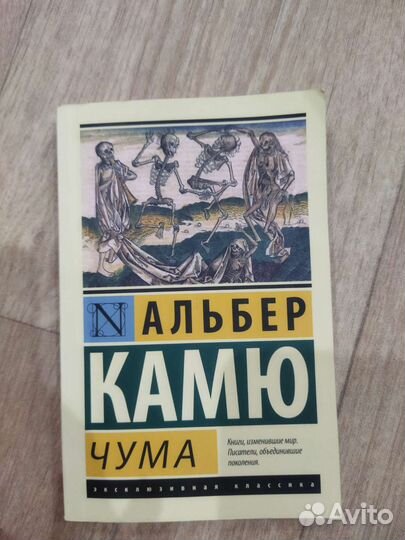 N
АЛЬБЕР
КАМЮ
ЧУМА
Книги, изменившие мир.
Писатели, объединившие
поколения.
эксклюзивная классика
Avito